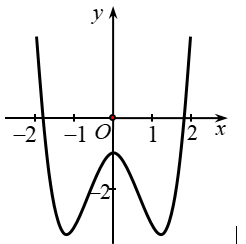 y
–2 –1 O 1 2 x
–2